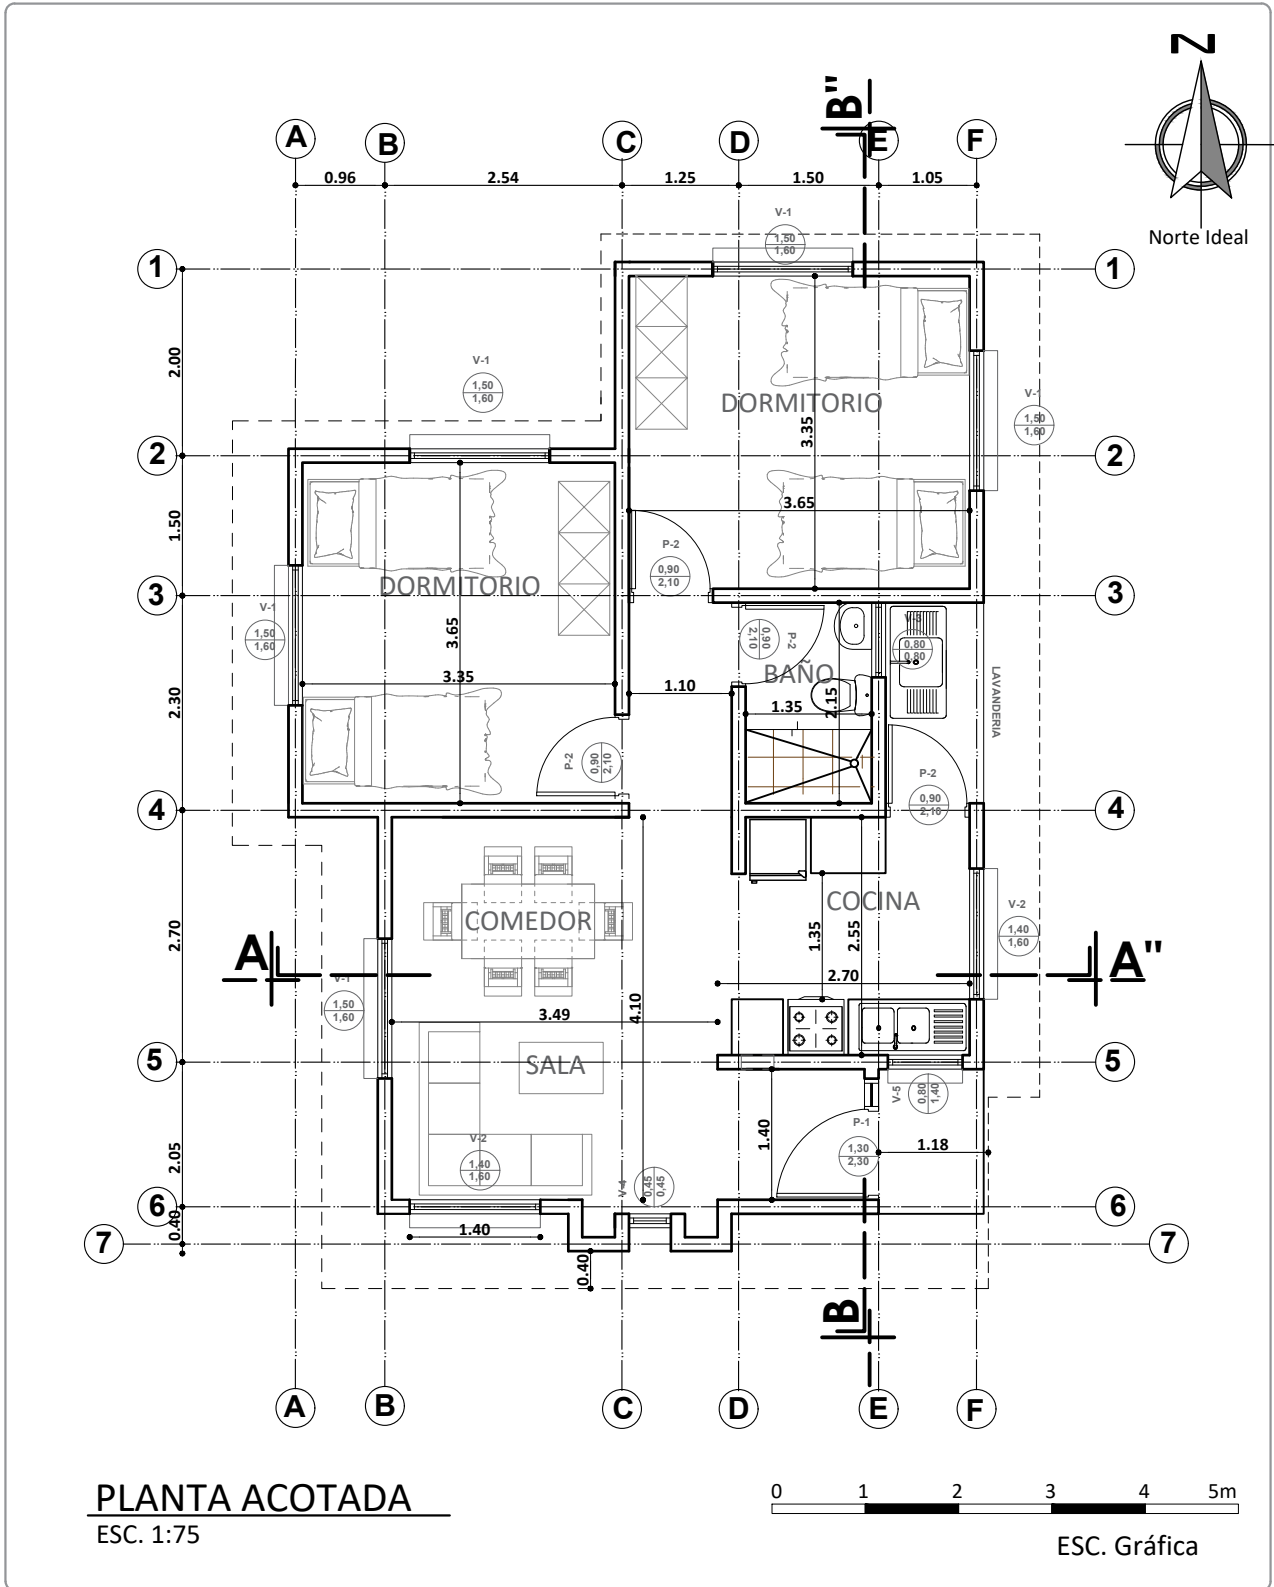 N
Norte Ideal
B"
A
B
C
D
E
F
0.96
2.54
1.25
1.50
1.05
V-1
1,50
1,60
1
1
2.00
V-1
1,50
1,60
V-1
1,50
1,60
DORMITORIO
3.35
2
2
1.50
3.65
P-2
0,90
2,10
DORMITORIO
3
3
V-1
1,50
1,60
3.65
3.35
2.30
P-2
0,90
2,10
V-3
0,80
0,80
BAÑO
LAVANDERIA
1.10
1.35
2.15
P-2
0,90
2,10
P-2
0,90
2,10
4
4
COMEDOR
COCINA
2.70
1.35
2.55
V-2
1,40
1,60
A
A"
V-1
1,50
1,60
2.70
3.49
4.10
5
5
SALA
V-5
0,80
1,40
P-1
1,30
2,30
1.40
1.18
2.05
V-2
1,40
1,60
V-4
0,45
0,45
6
6
0.40
1.40
7
7
0.40
B
A
B
C
D
E
F
PLANTA ACOTADA
ESC. 1:75
0 1 2 3 4 5m
ESC. Gráfica